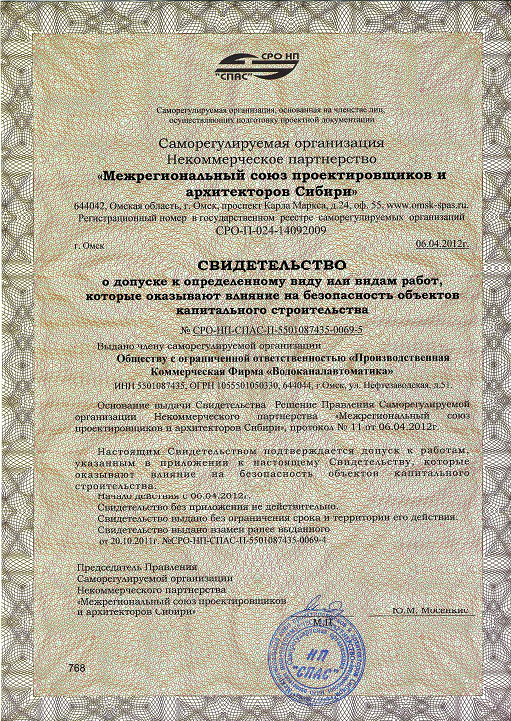 СРО НП
"СПАС"
Саморегулируемая организация, основанная на членстве лиц,
осуществляющих подготовку проектной документации
Саморегулируемая организация
Некоммерческое партнерство
«Межрегиональный союз проектировщиков и
архитекторов Сибири»
644042, Омская область, г. Омск, проспект Карла Маркса, д.24, оф. 55, www.omsk-spas.ru.
Регистрационный номер в государственном реестре саморегулируемых организаций
СРО-П-024-14092009
г. Омск 06.04.2012г.
СВИДЕТЕЛЬСТВО
о допуске к определенному виду или видам работ,
которые оказывают влияние на безопасность объектов
капитального строительства
№ СРО-НП-СПАС-П-5501087435-0069-5
Выдано члену саморегулируемой организации
Обществу с ограниченной ответственностью «Производственная
Коммерческая Фирма «Водоканалавтоматика»
ИНН 5501087435, ОГРН 1055501050330, 644044, г.Омск, ул. Нефтезаводская, д.51.
Основание выдачи Свидетельства Решение Правления Саморегулируемой
организации Некоммерческого партнерства «Межрегиональный союз
проектировщиков и архитекторов Сибири», протокол № 11 от 06.04.2012г.
Настоящим Свидетельством подтверждается допуск к работам,
указанным в приложении к настоящему Свидетельству, которые
оказывают влияние на безопасность объектов капитального
строительства.
Начало действия с 06.04.2012г.
Свидетельство без приложения не действительно.
Свидетельство выдано без ограничения срока и территории его действия.
Свидетельство выдано взамен ранее выданного
от 20.10.2011г. №СРО-НП-СПАС-П-5501087435-0069-4
Председатель Правления
Саморегулируемой организации
Некоммерческого партнерства
«Межрегиональный союз проектировщиков
и архитекторов Сибири»
Ю.М. Мосенкис
М.П.
НП
"СПАС"
768